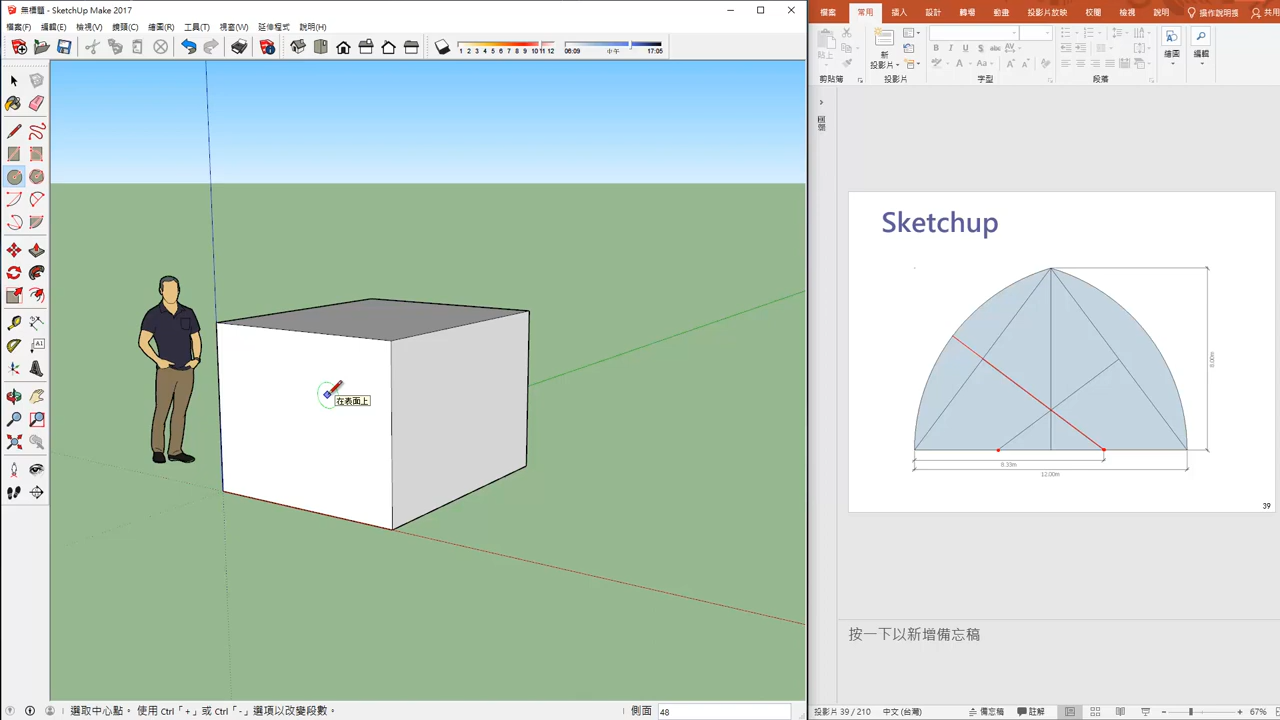 無標題 - SketchUp Make 2017
檔案(F)
編輯(E)
檢視(V)
繪圖(R)
工具(T)
視窗(W)
延伸程式
說明(H)
1 2 3 4 5 6 7 8 9 10 11 12
06:09
中午
17:05
A1
在表面上
選取中心點。使用 Ctrl「+」或 Ctrl「-」選項以改變段數。
側面
48
檔案
常用
插入
設計
轉場
動畫
投影片放映
校閱
檢視
說明
操作說明搜
共用
貼上
新
投影片
B I U S abc
Aa
A A A
繪圖
編輯
剪貼簿
投影片
字型
段落
Sketchup
8.00m
8.33m
12.00m
39
按一下以新增備忘稿
投影片 39 / 210
中文 (台灣)
備忘稿
註解
67%